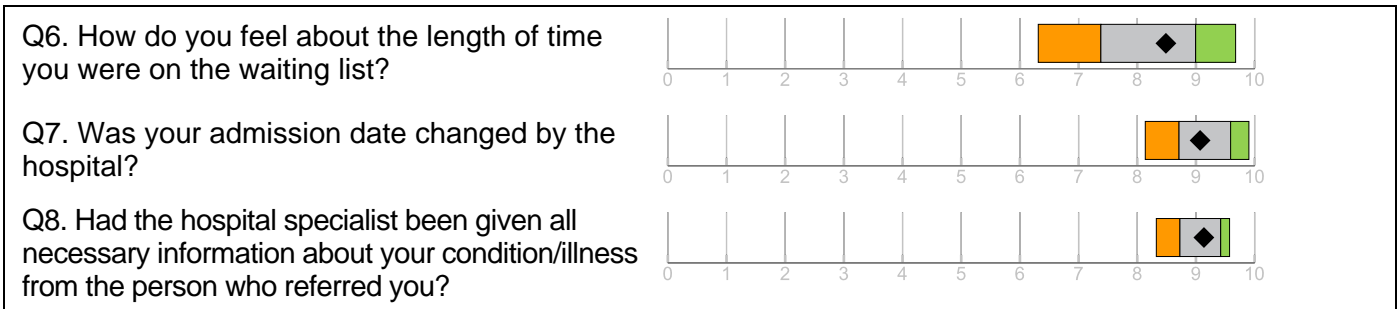 Q6. How do you feel about the length of time
you were on the waiting list?
0 1 2 3 4 5 6 7 8 9 10
Q7. Was your admission date changed by the
hospital?
0 1 2 3 4 5 6 7 8 9 10
Q8. Had the hospital specialist been given all
necessary information about your condition/illness
from the person who referred you?
0 1 2 3 4 5 6 7 8 9 10